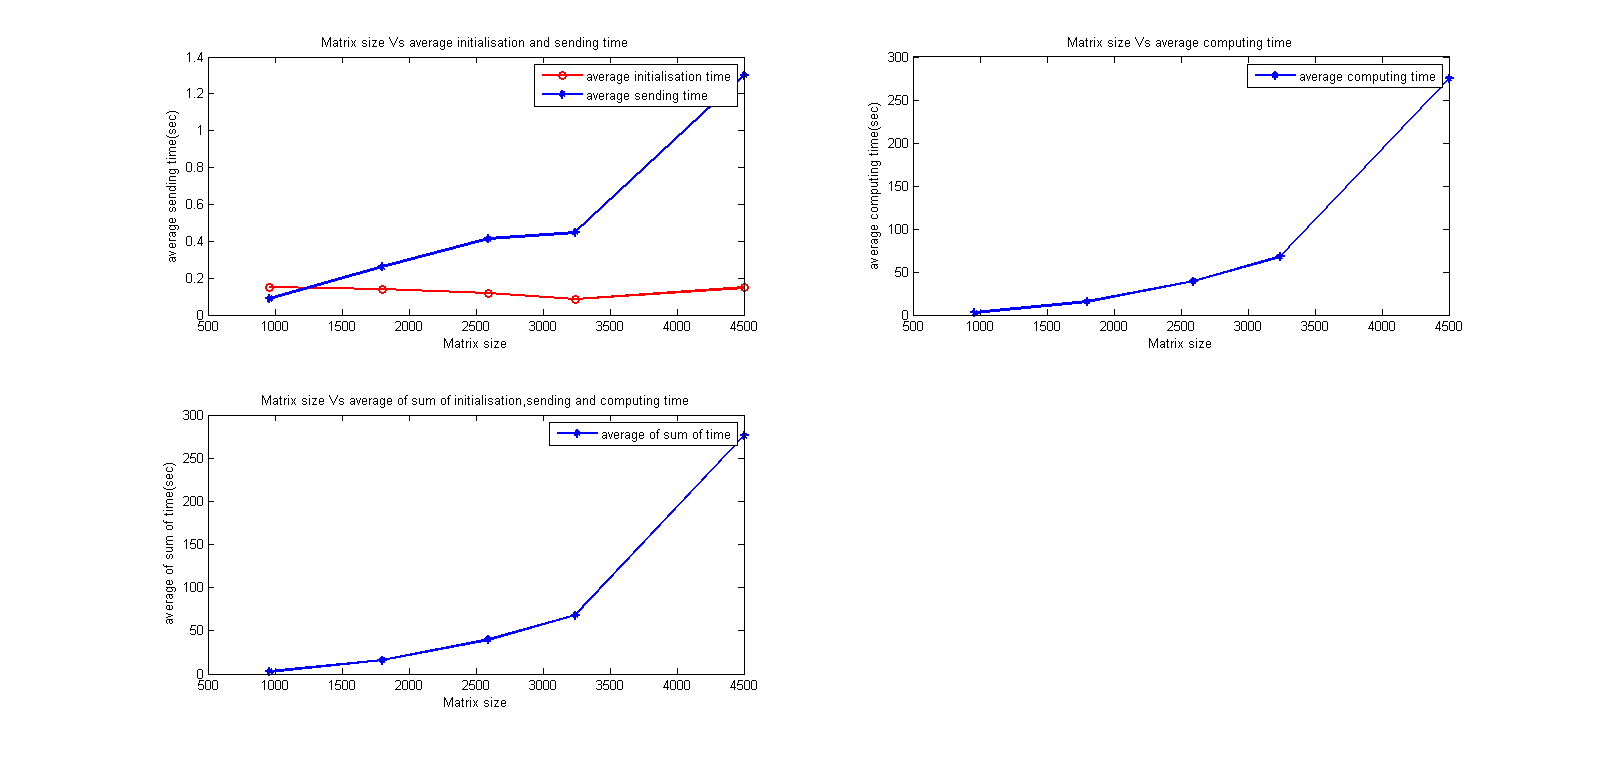 Matrix size Vs average initialisation and sending time
average initialisation time
average sending time
average sending time(sec)
1.4
1.2
1
0.8
0.6
0.4
0.2
0
500 1000 1500 2000 2500 3000 3500 4000 4500
Matrix size
Matrix size Vs average computing time
average computing time
average computing time(sec)
300
250
200
150
100
50
0
500 1000 1500 2000 2500 3000 3500 4000 4500
Matrix size
Matrix size Vs average of sum of initialisation,sending and computing time
average of sum of time
average of sum of time(sec)
300
250
200
150
100
50
0
500 1000 1500 2000 2500 3000 3500 4000 4500
Matrix size